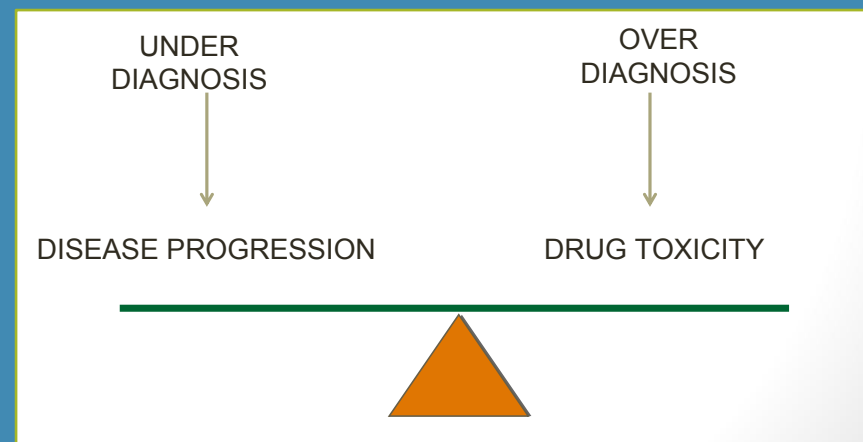 UNDER
DIAGNOSIS
OVER
DIAGNOSIS
DISEASE PROGRESSION
DRUG TOXICITY